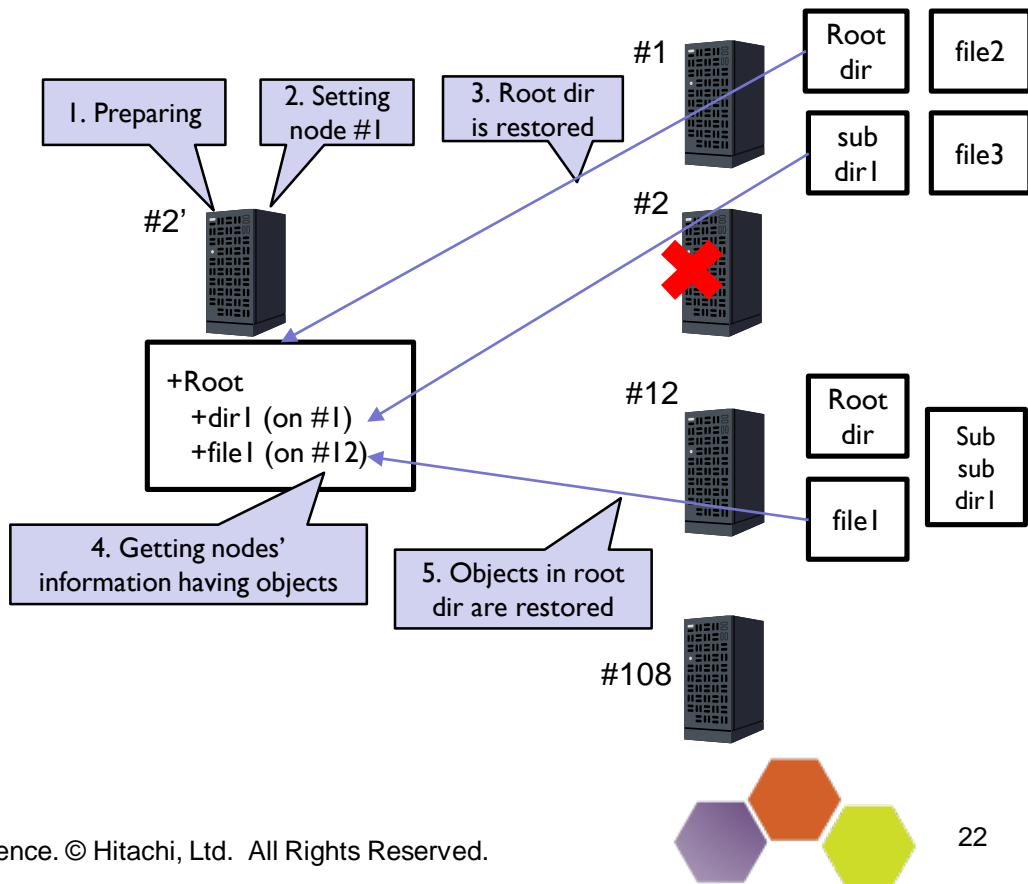 #1
Root
dir
file2
1. Preparing
2. Setting
node #1
3. Root dir
is restored
sub
dir1
file3
#2
#2’
+Root
+dir1 (on #1)
+file1 (on #12)
#12
Root
dir
Sub
sub
dir1
file1
4. Getting nodes’
information having objects
5. Objects in root
dir are restored
#108
ence. © Hitachi, Ltd. All Rights Reserved.
22